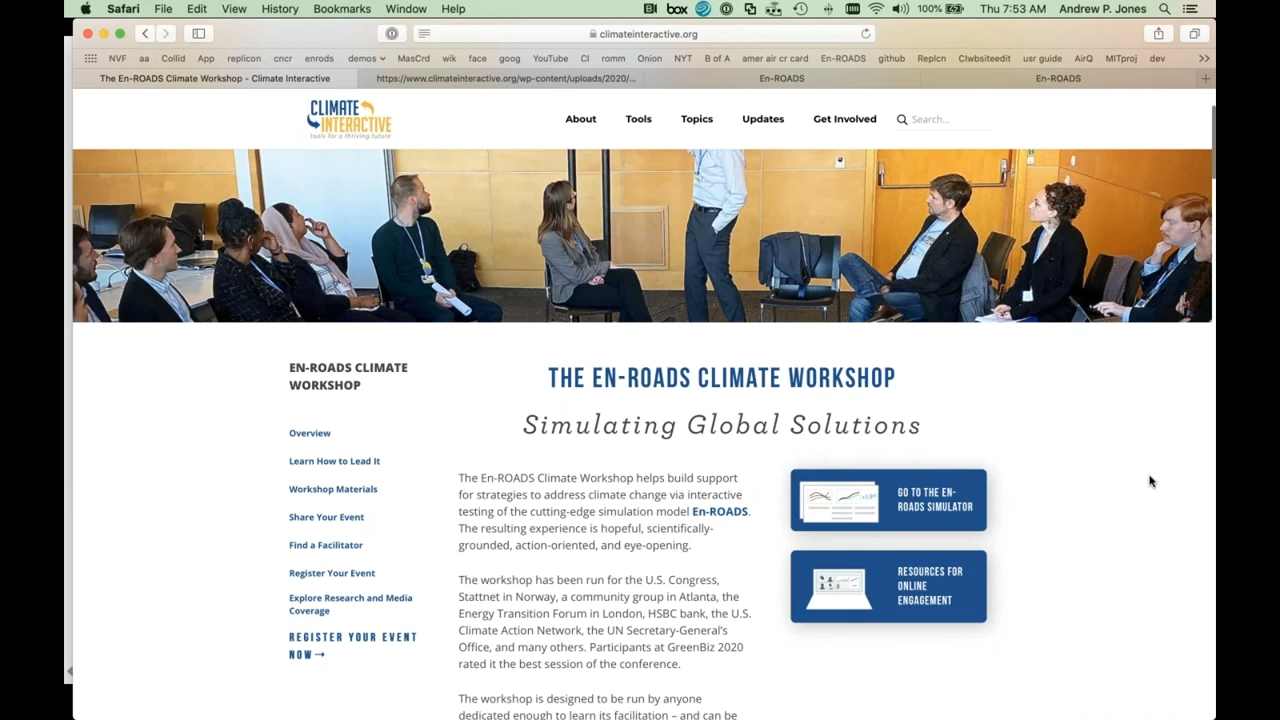 Safari File Edit View History Bookmarks Window Help box 100% Thu 7:53 AM Andrew P. Jones
climateinteractive.org
NVF aa Collid App replicon cncr enrods demos MasCrd wik face goog YouTube CI romm Onion NYT B of A amer air cr card En-ROADS github Replcn CIwbsiteedit usr guide AirQ MITproj dev
The En-ROADS Climate Workshop - Climate Interactive https://www.climateinteractive.org/wp-content/uploads/2020/... En-ROADS En-ROADS
CLIMATE
INTERACTIVE
tools for a thriving future
About Tools Topics Updates Get Involved Search...
EN-ROADS CLIMATE
WORKSHOP
Overview
Learn How to Lead It
Workshop Materials
Share Your Event
Find a Facilitator
Register Your Event
Explore Research and Media
Coverage
REGISTER YOUR EVENT
NOW→
THE EN-ROADS CLIMATE WORKSHOP
Simulating Global Solutions
The En-ROADS Climate Workshop helps build support
for strategies to address climate change via interactive
testing of the cutting-edge simulation model En-ROADS.
The resulting experience is hopeful, scientifically-
grounded, action-oriented, and eye-opening.
The workshop has been run for the U.S. Congress,
Stattnet in Norway, a community group in Atlanta, the
Energy Transition Forum in London, HSBC bank, the U.S.
Climate Action Network, the UN Secretary-General's
Office, and many others. Participants at GreenBiz 2020
rated it the best session of the conference.
The workshop is designed to be run by anyone
dedicated enough to learn its facilitation – and can be
GO TO THE EN-
ROADS SIMULATOR
RESOURCES FOR
ONLINE
ENGAGEMENT